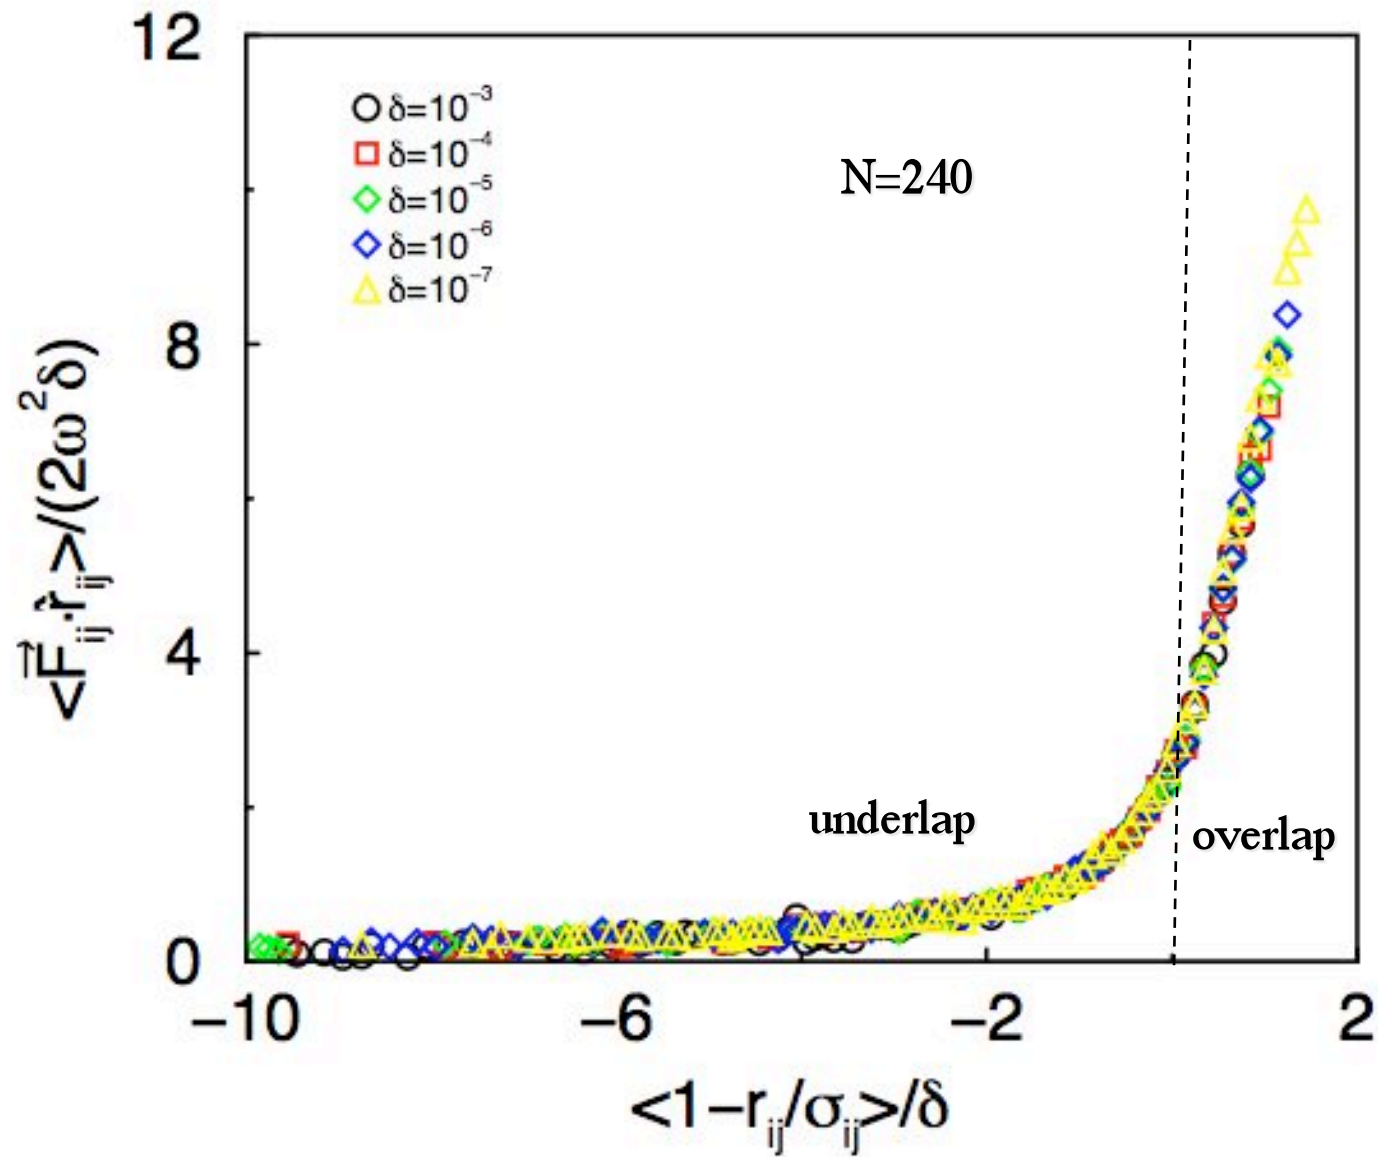 12
δ=10⁻³
δ=10⁻⁴
δ=10⁻⁵
δ=10⁻⁶
δ=10⁻⁷
N=240
8
<F⃗ᵢⱼ·r̂ᵢⱼ>/(2ω²δ)
4
underlap
overlap
0
−10
−6
−2
2
<1−rᵢⱼ/σᵢⱼ>/δ